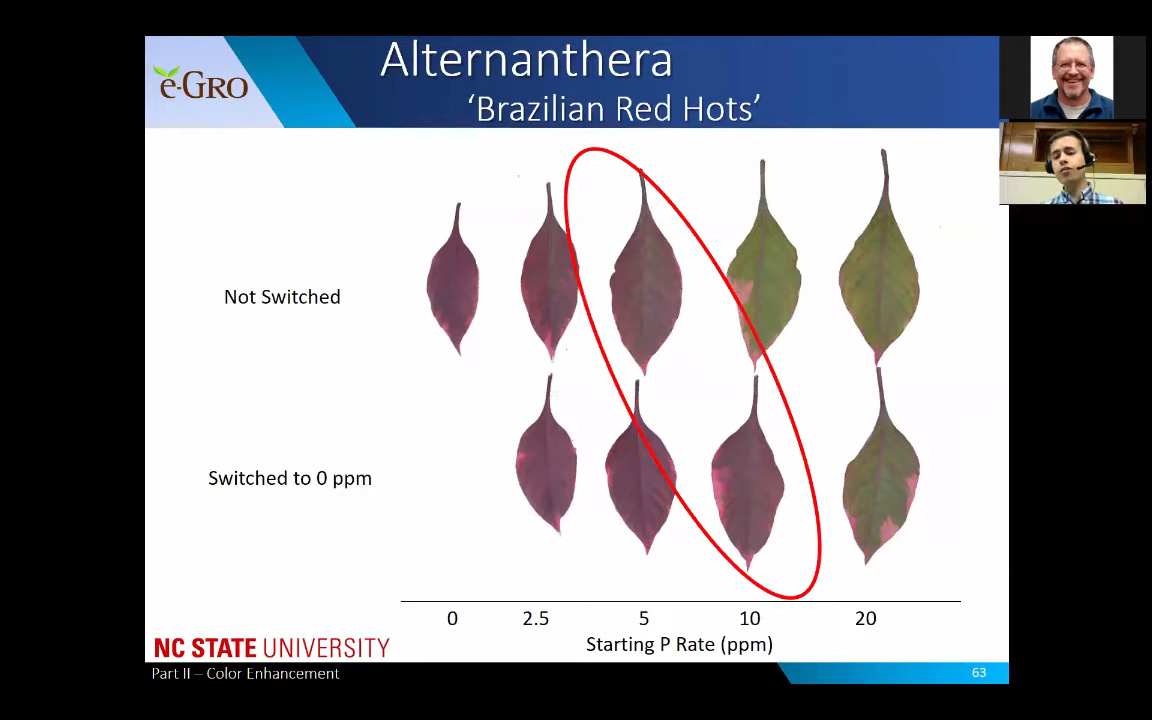 Alternanthera
e-GRO
‘Brazilian Red Hots’
Not Switched
Switched to 0 ppm
0 2.5 5 10 20
Starting P Rate (ppm)
NC STATE UNIVERSITY
Part II – Color Enhancement
63